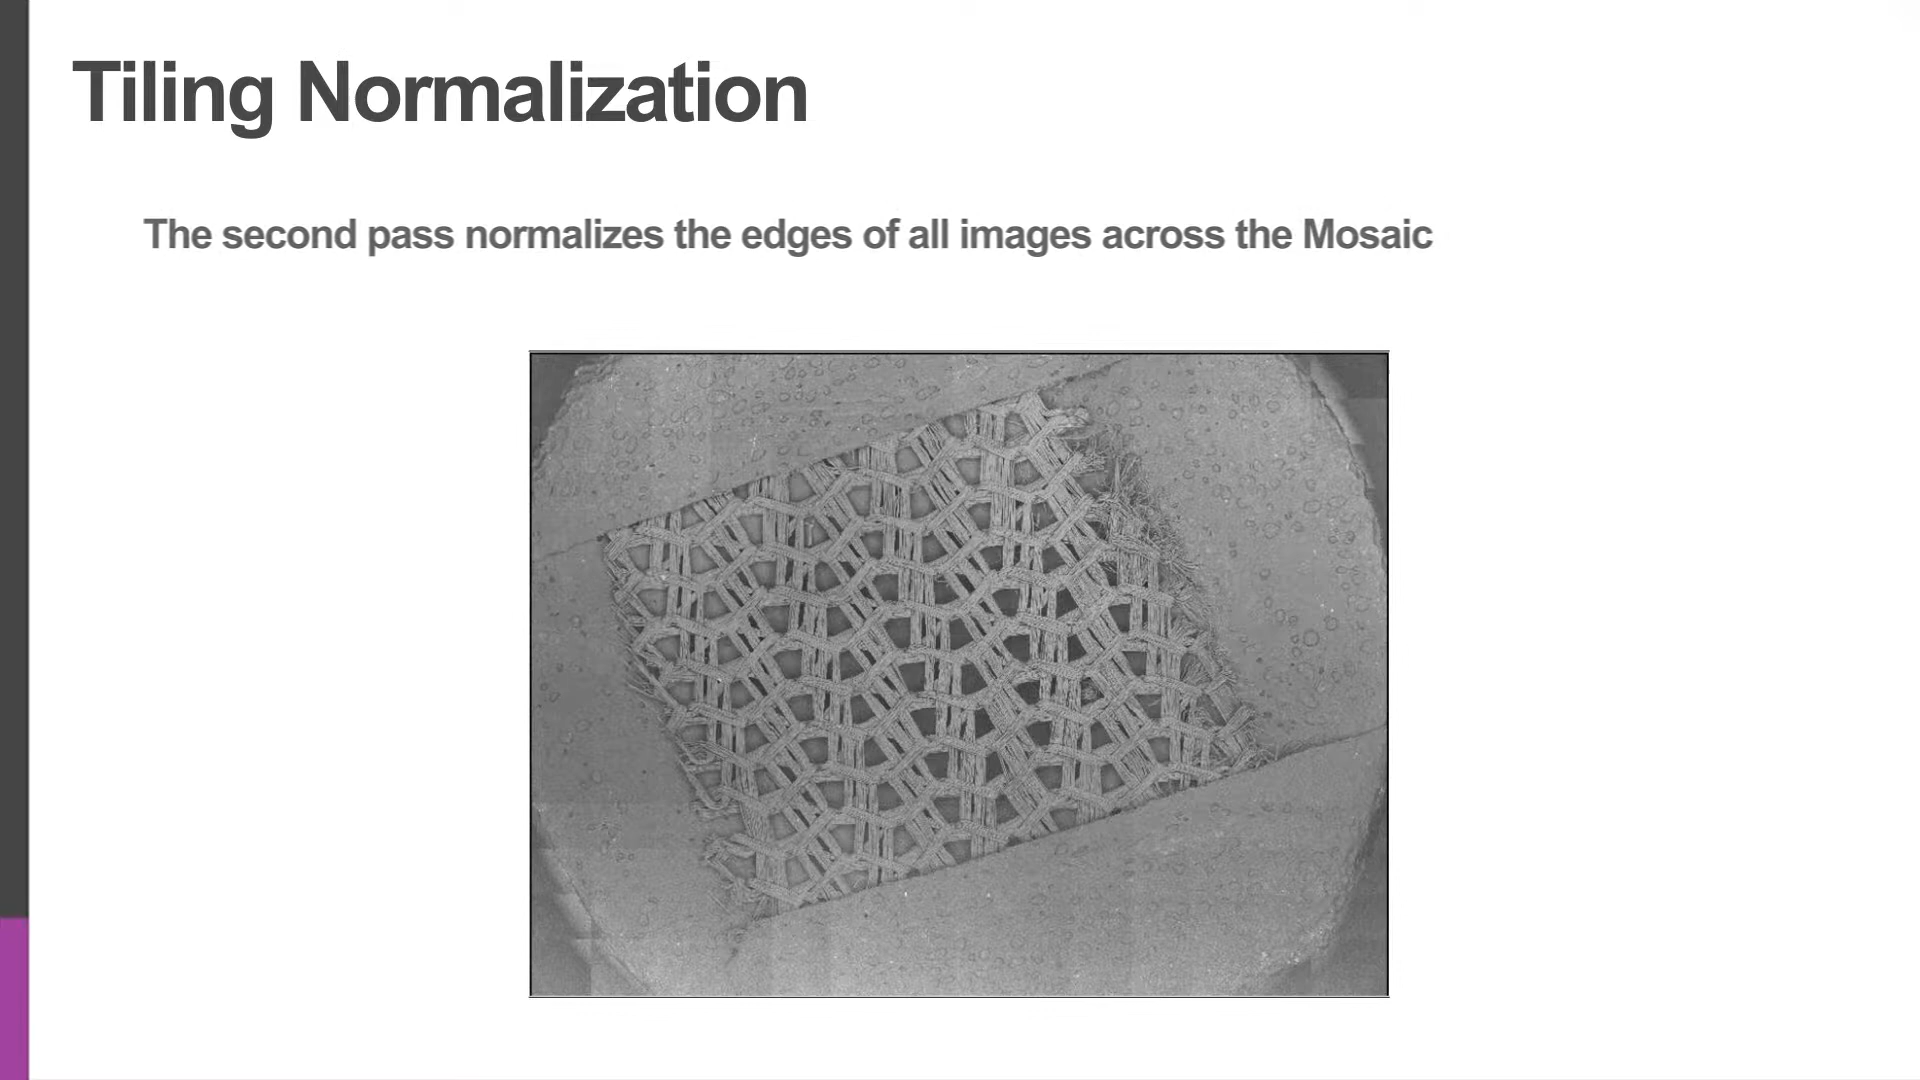 Tiling Normalization
The second pass normalizes the edges of all images across the Mosaic